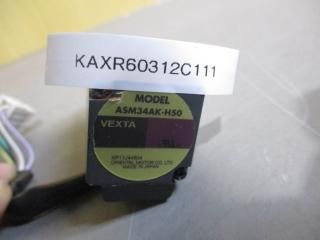 KAXR60312C111
MODEL
ASM34AK-H50
VEXTA
ORIENTAL MOTOR CO., LTD.
MADE IN JAPAN